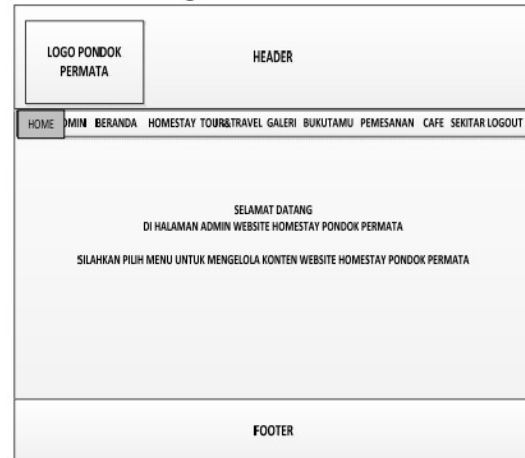 LOGO PONDOK
PERMATA
HEADER
HOME DMIN BERANDA HOMESTAY TOUR&TRAVEL GALERI BUKUTAMU PEMESANAN CAFE SEKITAR LOGOUT
SELAMAT DATANG
DI HALAMAN ADMIN WEBSITE HOMESTAY PONDOK PERMATA
SILAHKAN PILIH MENU UNTUK MENGELOLA KONTEN WEBSITE HOMESTAY PONDOK PERMATA
FOOTER